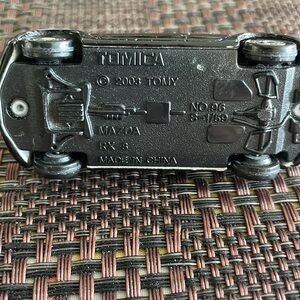 TOMICA
© 2003 TOMY
NO.96
S=1/59
MAZDA
RX-8
MADE IN CHINA